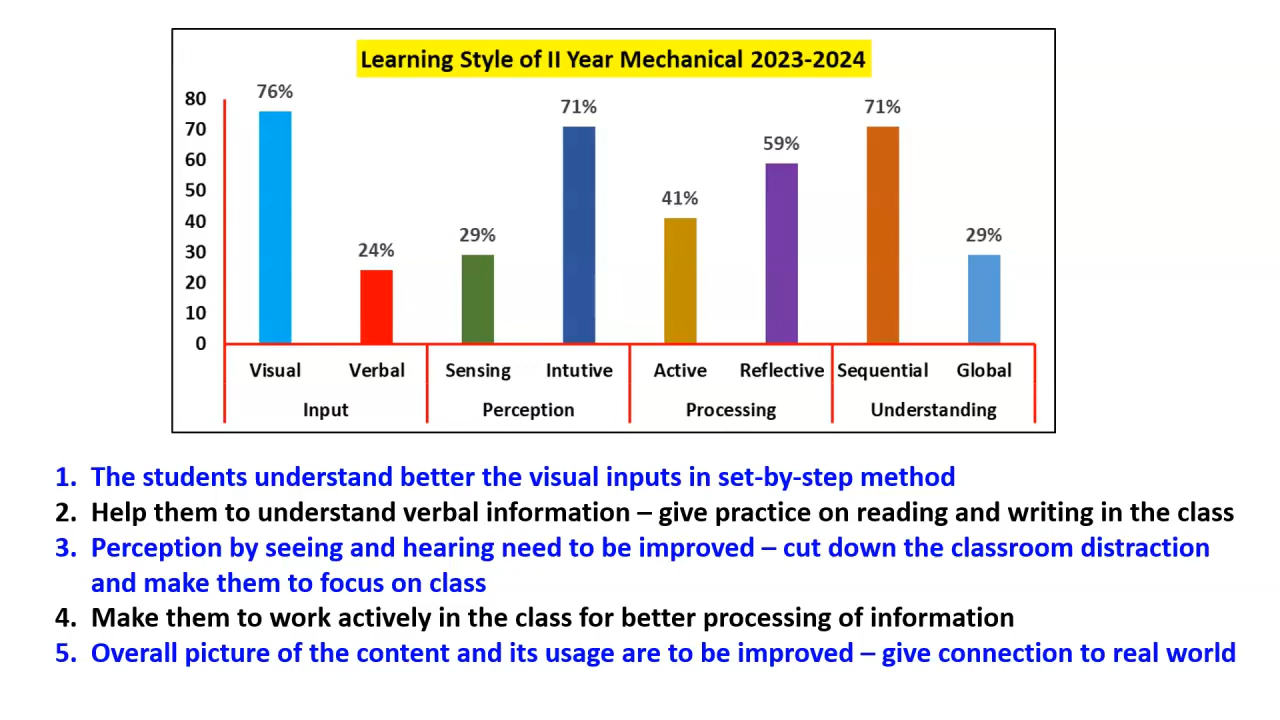 Learning Style of II Year Mechanical 2023-2024
80
70
60
50
40
30
20
10
0
76%
24%
29%
71%
41%
59%
71%
29%
Visual Verbal Sensing Intutive Active Reflective Sequential Global
Input Perception Processing Understanding
1. The students understand better the visual inputs in set-by-step method
2. Help them to understand verbal information – give practice on reading and writing in the class
3. Perception by seeing and hearing need to be improved – cut down the classroom distraction
and make them to focus on class
4. Make them to work actively in the class for better processing of information
5. Overall picture of the content and its usage are to be improved – give connection to real world